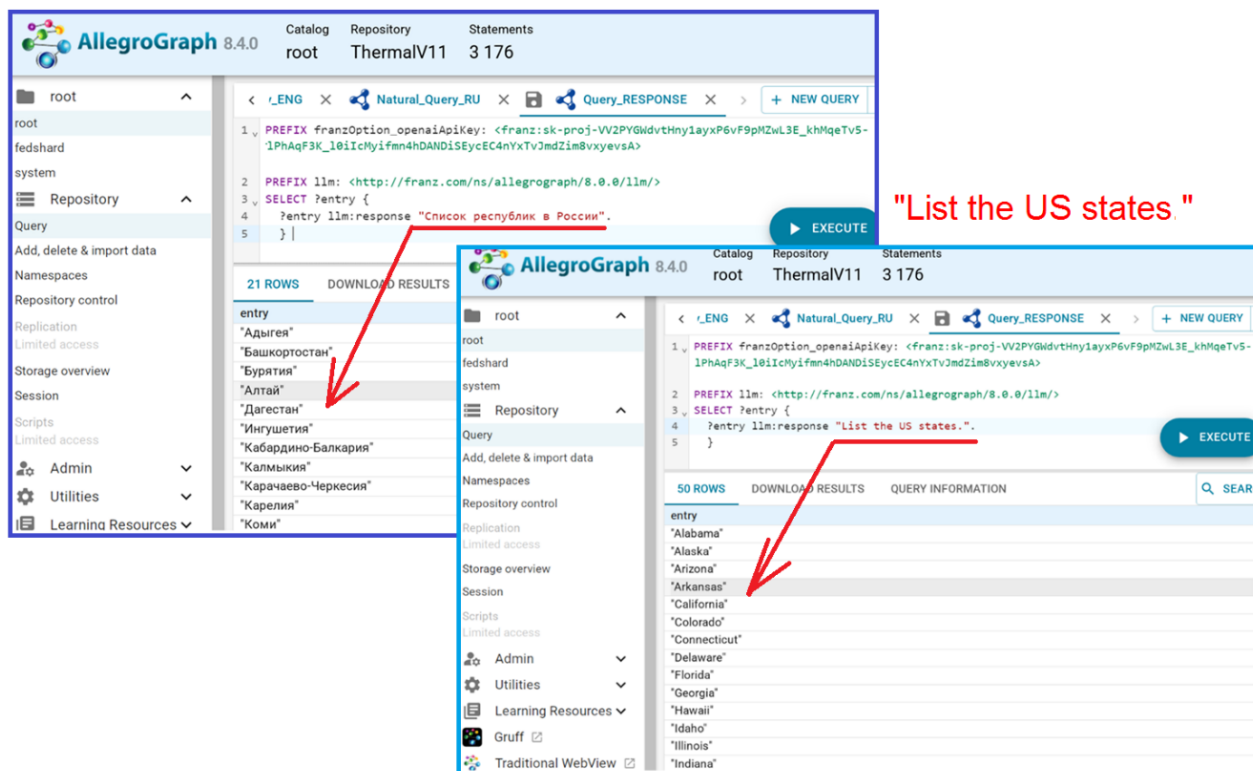 AllegroGraph 8.4.0
Catalog Repository Statements
root ThermalV11 3 176
root
root
fedshard
system
Repository
Query
Add, delete & import data
Namespaces
Repository control
Replication
Limited access
Storage overview
Session
Scripts
Limited access
Admin
Utilities
Learning Resources
_ENG Natural_Query_RU Query_RESPONSE + NEW QUERY
1 PREFIX franzOption_openaiApiKey:
2 PREFIX llm: <http://franz.com/ns/allegrograph/8.0.0/llm/>
3 SELECT ?entry {
4 ?entry llm:response "Список республик в России".
5 }
EXECUTE
21 ROWS DOWNLOAD RESULTS
entry
"Адыгея"
"Башкортостан"
"Бурятия"
"Алтай"
"Дагестан"
"Ингушетия"
"Кабардино-Балкария"
"Калмыкия"
"Карачаево-Черкесия"
"Карелия"
"Коми"
"List the US states."
AllegroGraph 8.4.0
Catalog Repository Statements
root ThermalV11 3 176
root
root
fedshard
system
Repository
Query
Add, delete & import data
Namespaces
Repository control
Replication
Limited access
Storage overview
Session
Scripts
Limited access
Admin
Utilities
Learning Resources
Gruff
Traditional WebView
_ENG Natural_Query_RU Query_RESPONSE + NEW QUERY
1 PREFIX franzOption_openaiApiKey:
2 PREFIX llm: <http://franz.com/ns/allegrograph/8.0.0/llm/>
3 SELECT ?entry {
4 ?entry llm:response "List the US states.".
5 }
EXECUTE
50 ROWS DOWNLOAD RESULTS QUERY INFORMATION
entry
"Alabama"
"Alaska"
"Arizona"
"Arkansas"
"California"
"Colorado"
"Connecticut"
"Delaware"
"Florida"
"Georgia"
"Hawaii"
"Idaho"
"Illinois"
"Indiana"